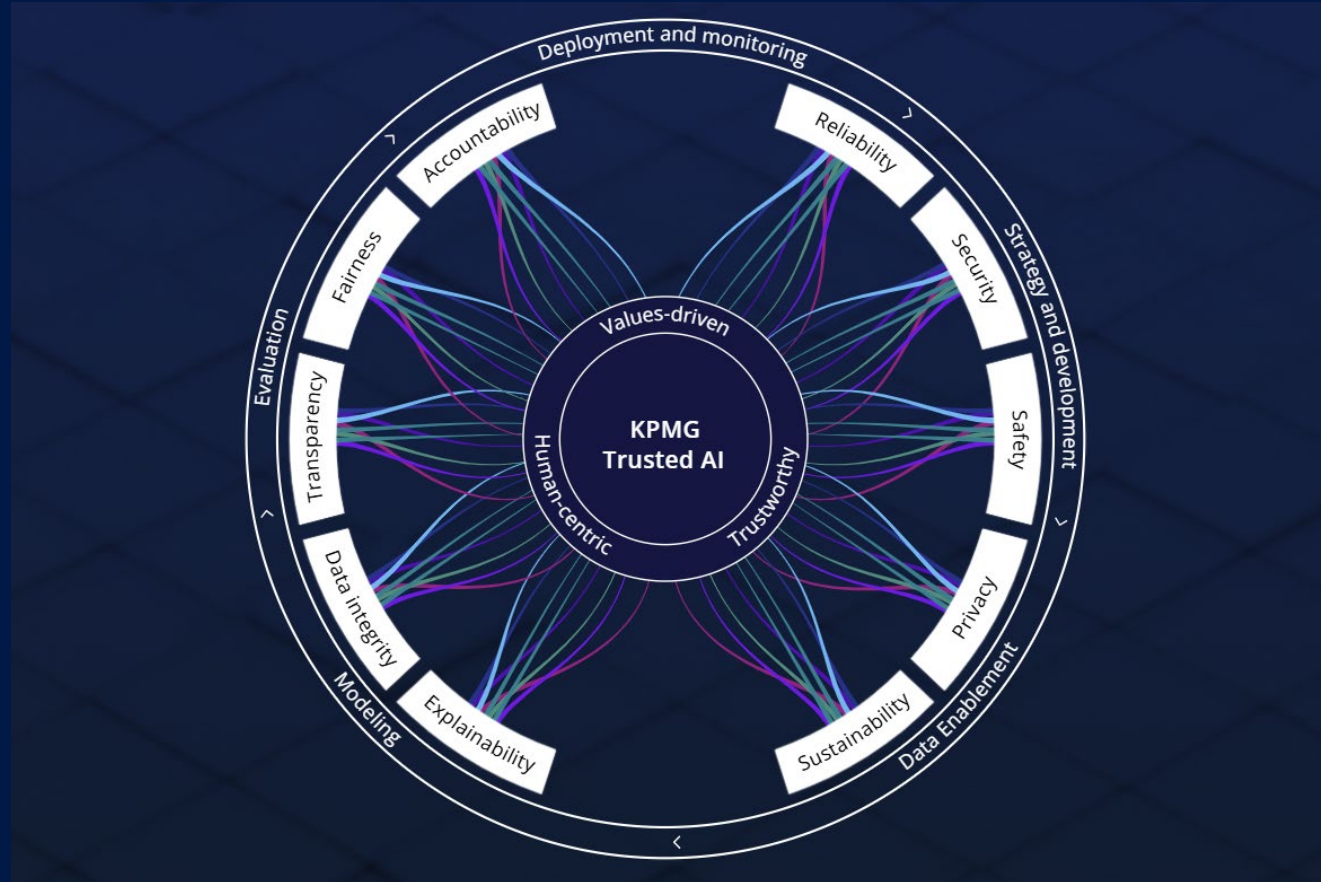 Deployment and monitoring
Accountability
Reliability
Fairness
Security
Strategy and development
Evaluation
Values-driven
Transparency
KPMG
Trusted AI
Safety
Human-centric
Trustworthy
Data integrity
Privacy
Modeling
Explainability
Sustainability
Data Enablement